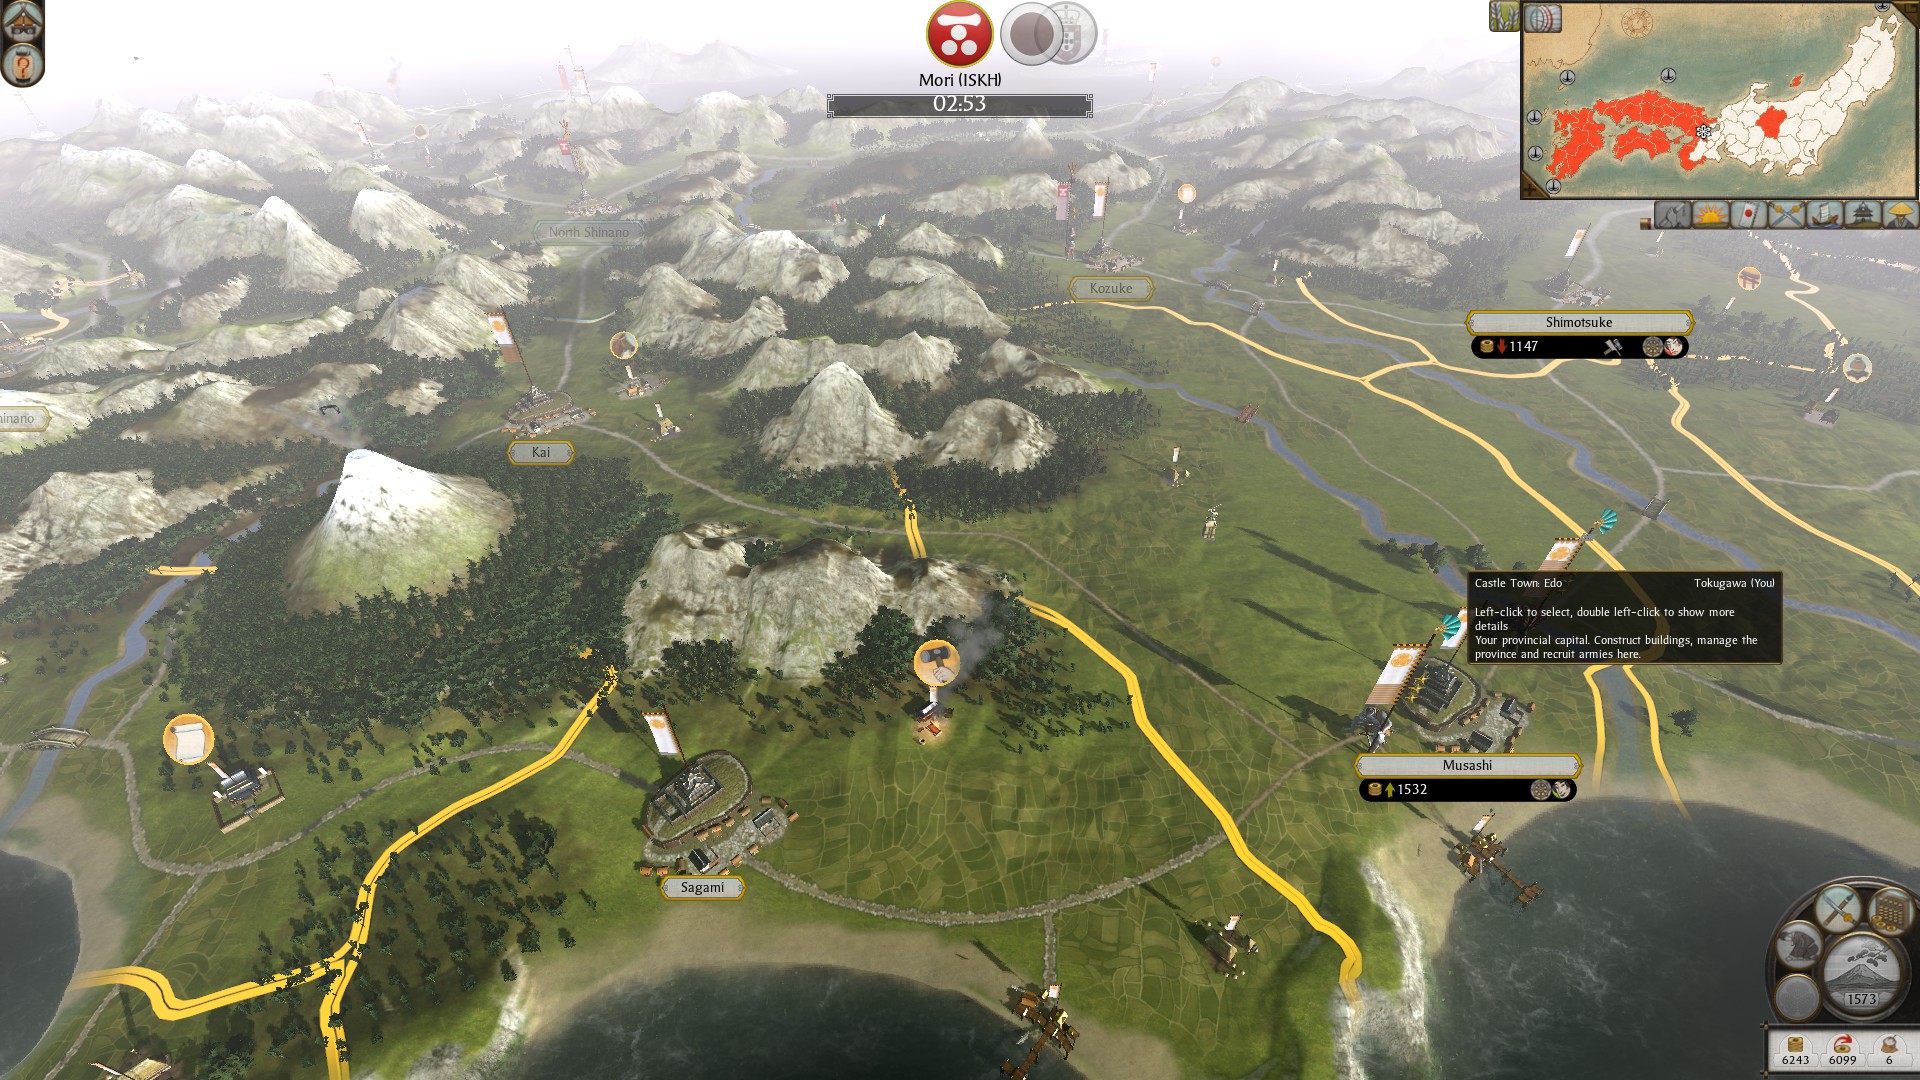 Mori (ISKH)
02:53
North Shinano
Kozuke
Shimotsuke
1147
Kai
Castle Town: Edo Tokugawa (You)
Left-click to select, double left-click to show more
details
Your provincial capital. Construct buildings, manage the
province and recruit armies here.
Musashi
1532
Sagami
1573
6243 6099 6